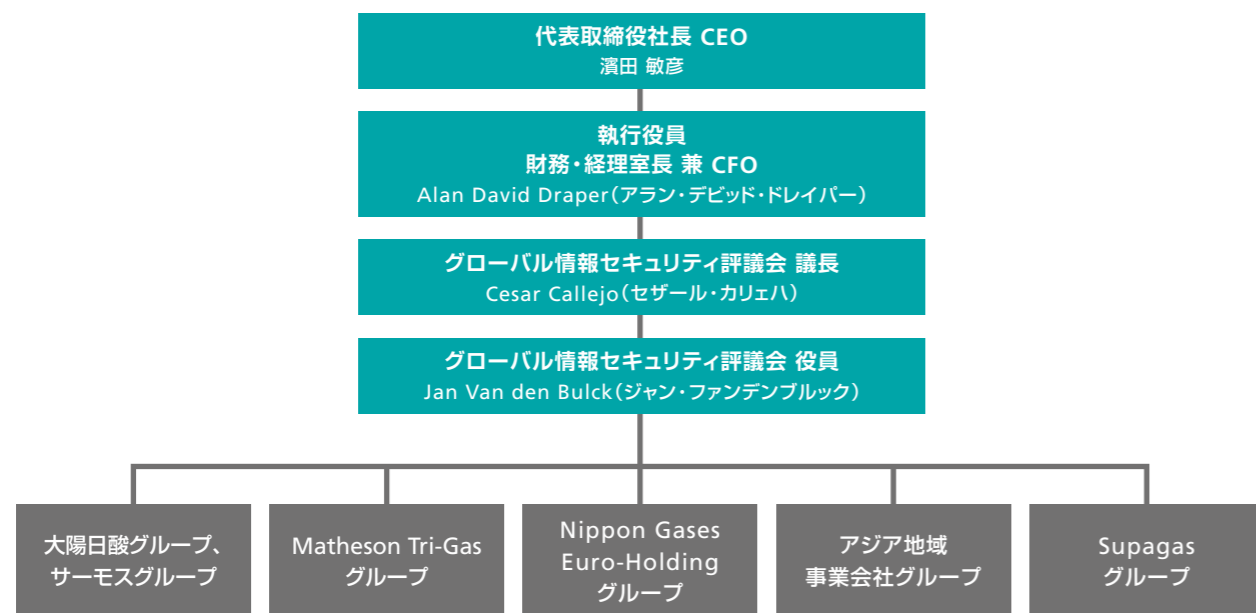 代表取締役社長 CEO
濱田 敏彦
執行役員
財務・経理室長 兼 CFO
Alan David Draper（アラン・デビッド・ドレイパー）
グローバル情報セキュリティ評議会 議長
Cesar Callejo（セザール・カリェハ）
グローバル情報セキュリティ評議会 役員
Jan Van den Bulck（ジャン・ファンデンブルック）
大陽日酸グループ、
サーモスグループ
Matheson Tri-Gas
グループ
Nippon Gases
Euro-Holding
グループ
アジア地域
事業会社グループ
Supagas
グループ